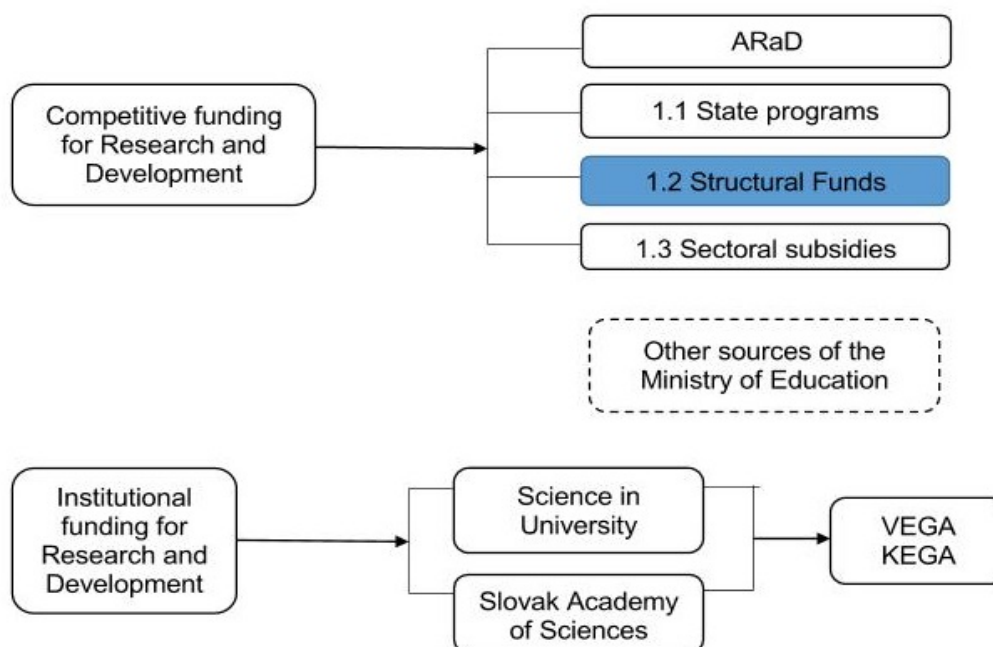 ARaD
Competitive funding
for Research and
Development
1.1 State programs
1.2 Structural Funds
1.3 Sectoral subsidies
Other sources of the
Ministry of Education
Institutional
funding for
Research and
Development
Science in
University
Slovak Academy
of Sciences
VEGA
KEGA